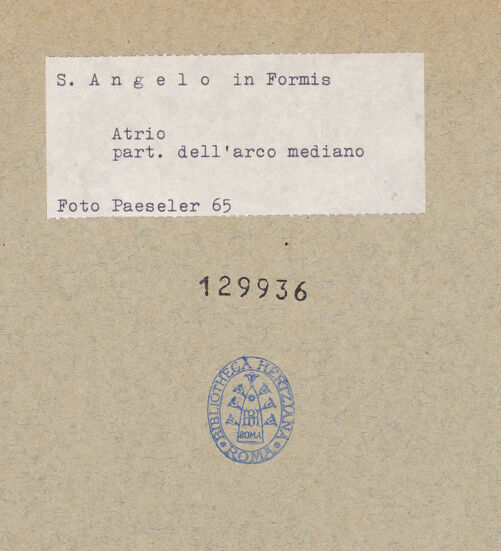 S. A n g e l o in Formis
Atrio
part. dell'arco mediano
Foto Paeseler 65
129936
BIBLIOTHECA HERTZIANA
ROMA
ROMA